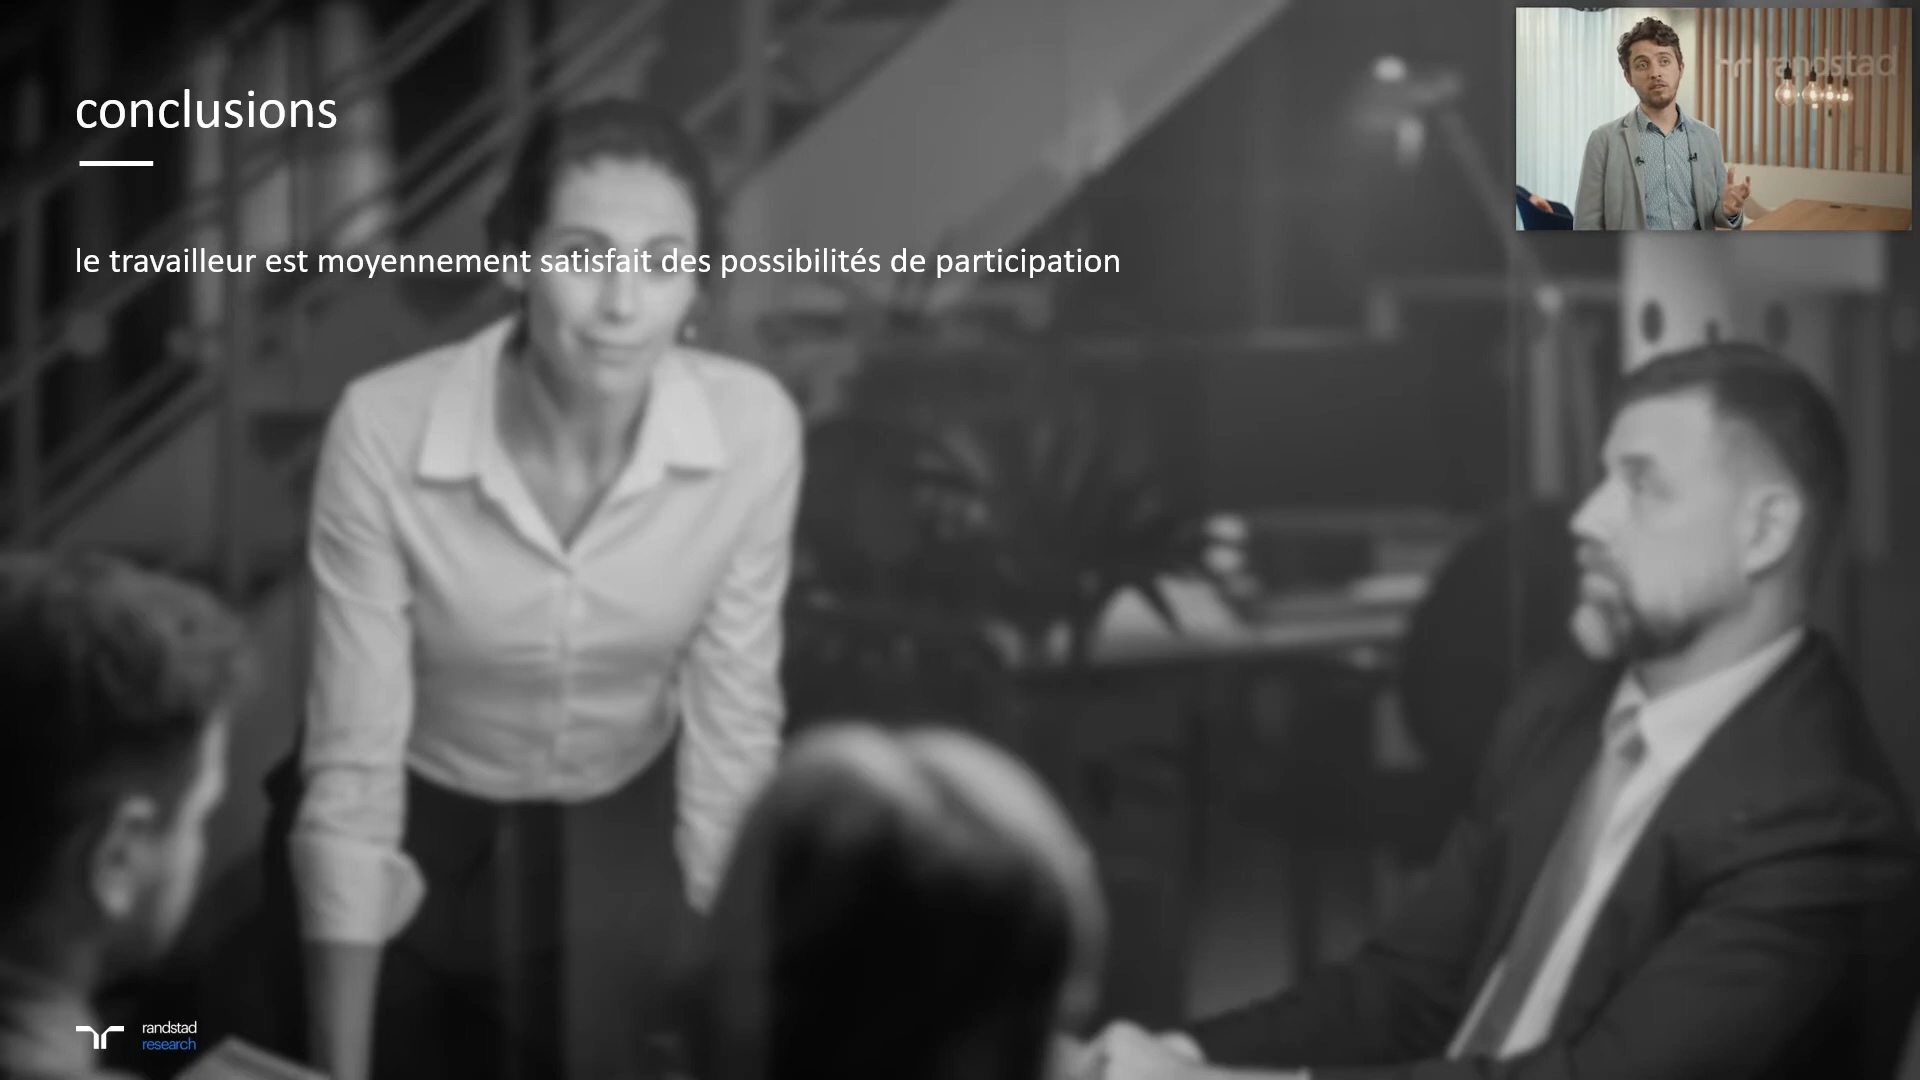 conclusions
le travailleur est moyennement satisfait des possibilités de participation
randstad
randstad
research